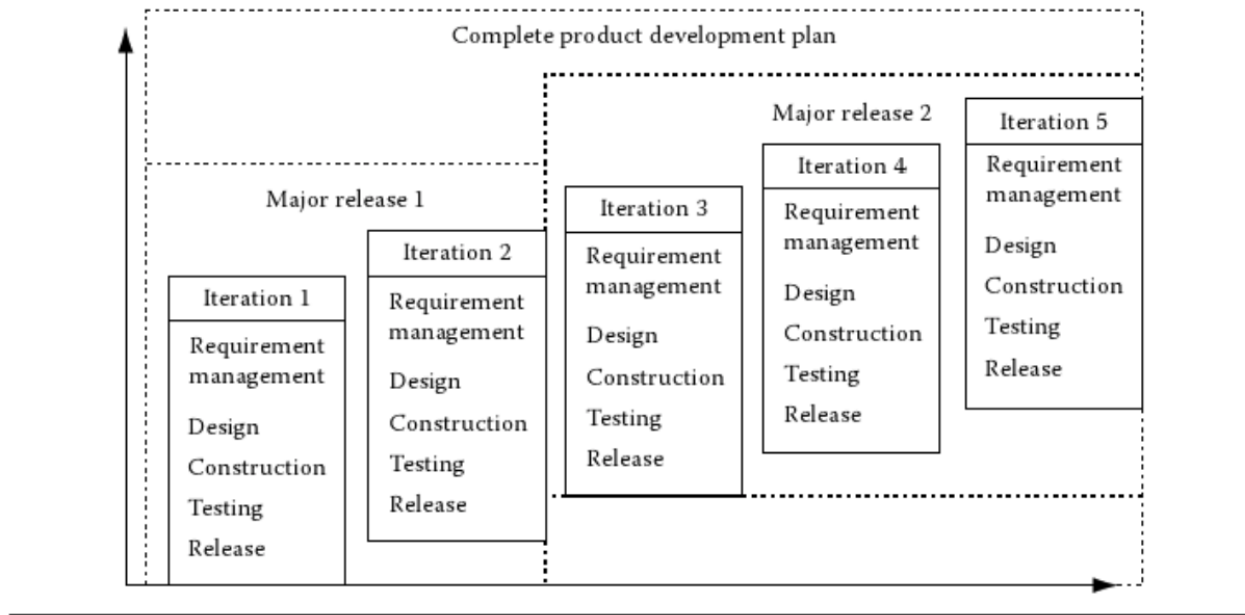 Complete product development plan
Major release 1
Iteration 1
Requirement
management
Design
Construction
Testing
Release
Iteration 2
Requirement
management
Design
Construction
Testing
Release
Major release 2
Iteration 3
Requirement
management
Design
Construction
Testing
Release
Iteration 4
Requirement
management
Design
Construction
Testing
Release
Iteration 5
Requirement
management
Design
Construction
Testing
Release